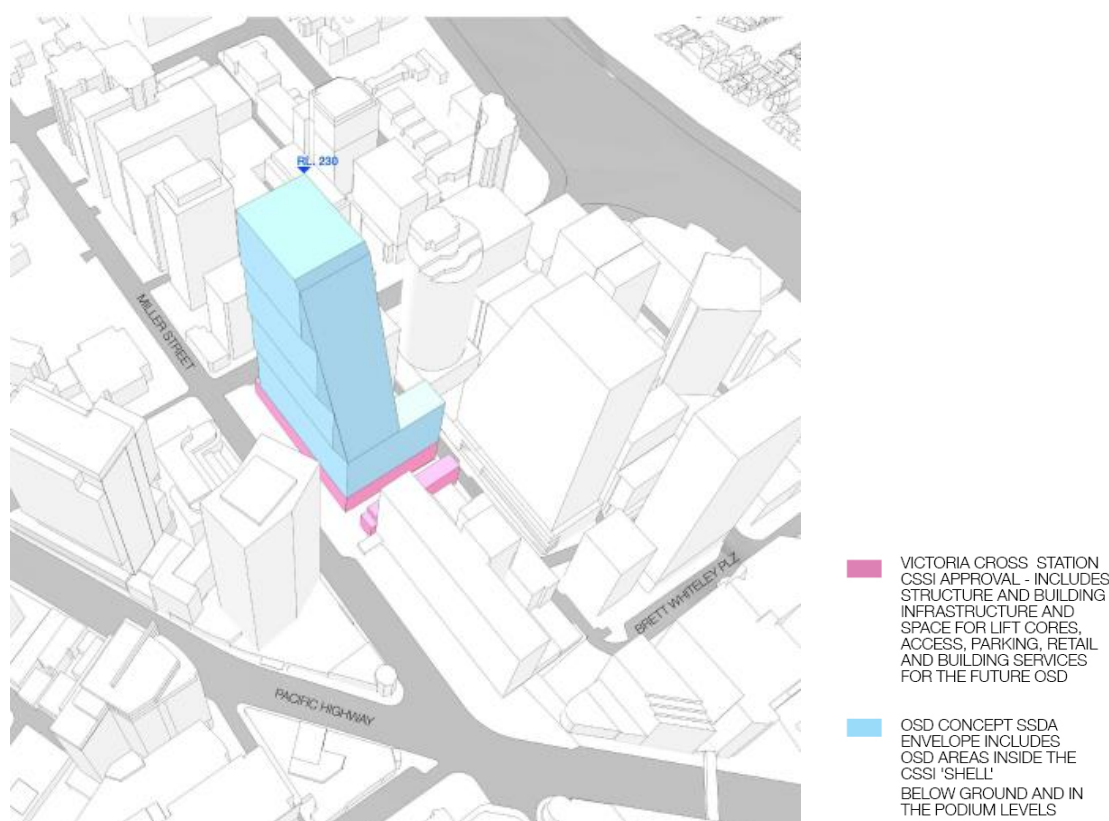 RL. 230
MILLER STREET
BRETT WHITELEY PLZ
PACIFIC HIGHWAY
VICTORIA CROSS STATION
CSSI APPROVAL - INCLUDES
STRUCTURE AND BUILDING
INFRASTRUCTURE AND
SPACE FOR LIFT CORES,
ACCESS, PARKING, RETAIL
AND BUILDING SERVICES
FOR THE FUTURE OSD
OSD CONCEPT SSDA
ENVELOPE INCLUDES
OSD AREAS INSIDE THE
CSSI 'SHELL'
BELOW GROUND AND IN
THE PODIUM LEVELS